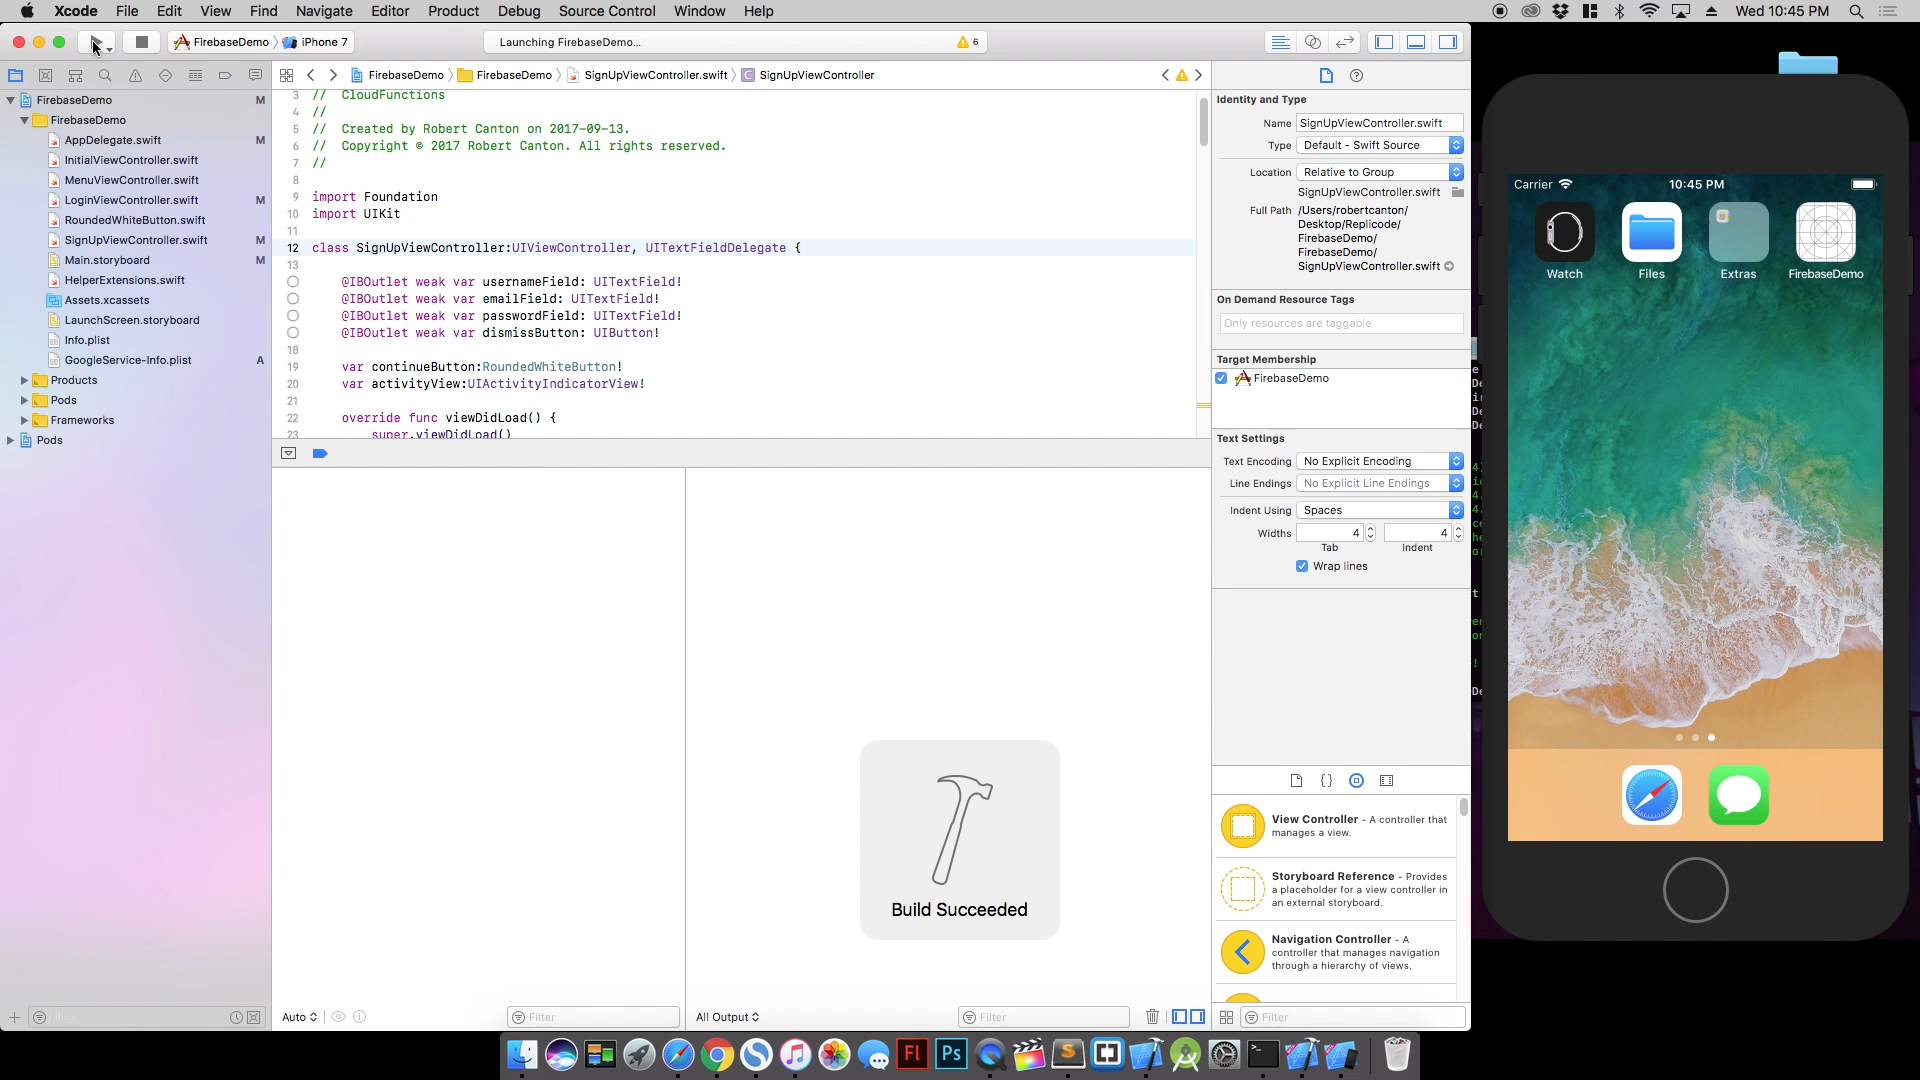 Xcode File Edit View Find Navigate Editor Product Debug Source Control Window Help
Wed 10:45 PM
FirebaseDemo
iPhone 7
Launching FirebaseDemo...
6
FirebaseDemo
FirebaseDemo
SignUpViewController.swift
SignUpViewController
FirebaseDemo M
FirebaseDemo
AppDelegate.swift M
InitialViewController.swift
MenuViewController.swift
LoginViewController.swift M
RoundedWhiteButton.swift
SignUpViewController.swift M
Main.storyboard M
HelperExtensions.swift
Assets.xcassets
LaunchScreen.storyboard
Info.plist
GoogleService-Info.plist A
Products
Pods
Frameworks
Pods
3 // CloudFunctions
4 //
5 // Created by Robert Canton on 2017-09-13.
6 // Copyright © 2017 Robert Canton. All rights reserved.
7 //
8
9 import Foundation
10 import UIKit
11
12 class SignUpViewController:UIViewController, UITextFieldDelegate {
13
@IBOutlet weak var usernameField: UITextField!
@IBOutlet weak var emailField: UITextField!
@IBOutlet weak var passwordField: UITextField!
@IBOutlet weak var dismissButton: UIButton!
18
19 var continueButton:RoundedWhiteButton!
20 var activityView:UIActivityIndicatorView!
21
22 override func viewDidLoad() {
23 super.viewDidLoad()
Build Succeeded
Auto
Filter
All Output
Filter
Identity and Type
Name SignUpViewController.swift
Type Default - Swift Source
Location Relative to Group
SignUpViewController.swift
Full Path /Users/robertcanton/
Desktop/Replicode/
FirebaseDemo/
FirebaseDemo/
SignUpViewController.swift
On Demand Resource Tags
Only resources are taggable
Target Membership
FirebaseDemo
Text Settings
Text Encoding No Explicit Encoding
Line Endings No Explicit Line Endings
Indent Using Spaces
Widths 4 4
Tab Indent
Wrap lines
View Controller - A controller that
manages a view.
Storyboard Reference - Provides
a placeholder for a view controller in
an external storyboard.
Navigation Controller - A
controller that manages navigation
through a hierarchy of views.
Filter
Carrier
10:45 PM
Watch
Files
Extras
FirebaseDemo
Fl
Ps